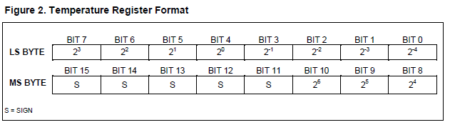 Figure 2. Temperature Register Format
BIT 7 BIT 6 BIT 5 BIT 4 BIT 3 BIT 2 BIT 1 BIT 0
LS BYTE 2³ 2² 2¹ 2⁰ 2⁻¹ 2⁻² 2⁻³ 2⁻⁴
BIT 15 BIT 14 BIT 13 BIT 12 BIT 11 BIT 10 BIT 9 BIT 8
MS BYTE S S S S S 2⁶ 2⁵ 2⁴
S = SIGN